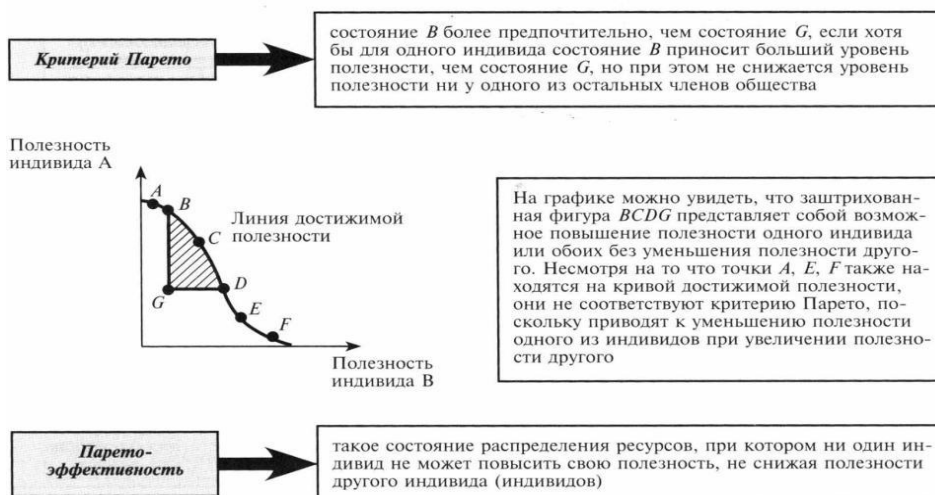 Критерий Парето
состояние B более предпочтительно, чем состояние G, если хотя
бы для одного индивида состояние B приносит больший уровень
полезности, чем состояние G, но при этом не снижается уровень
полезности ни у одного из остальных членов общества
Полезность
индивида A
A
B
Линия достижимой
полезности
C
G
D
E
F
Полезность
индивида B
На графике можно увидеть, что заштрихован-
ная фигура BCDG представляет собой возмож-
ное повышение полезности одного индивида
или обоих без уменьшения полезности друго-
го. Несмотря на то что точки A, E, F также на-
ходятся на кривой достижимой полезности,
они не соответствуют критерию Парето, по-
скольку приводят к уменьшению полезности
одного из индивидов при увеличении полезно-
сти другого
Парето-
эффективность
такое состояние распределения ресурсов, при котором ни один ин-
дивид не может повысить свою полезность, не снижая полезности
другого индивида (индивидов)